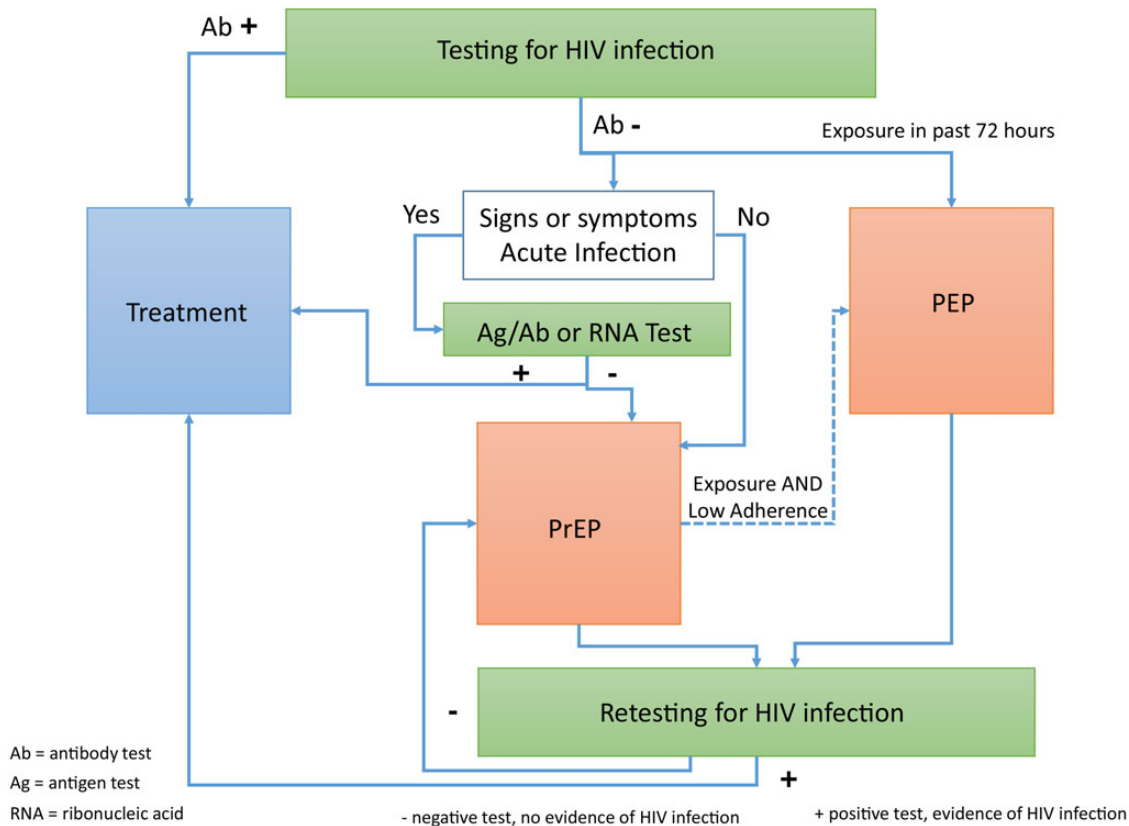 Ab +
Testing for HIV infection
Ab -
Exposure in past 72 hours
Yes
Signs or symptoms
Acute Infection
No
Treatment
Ag/Ab or RNA Test
PEP
+
-
Exposure AND
Low Adherence
PrEP
-
Retesting for HIV infection
Ab = antibody test
Ag = antigen test
+
RNA = ribonucleic acid
- negative test, no evidence of HIV infection
+ positive test, evidence of HIV infection